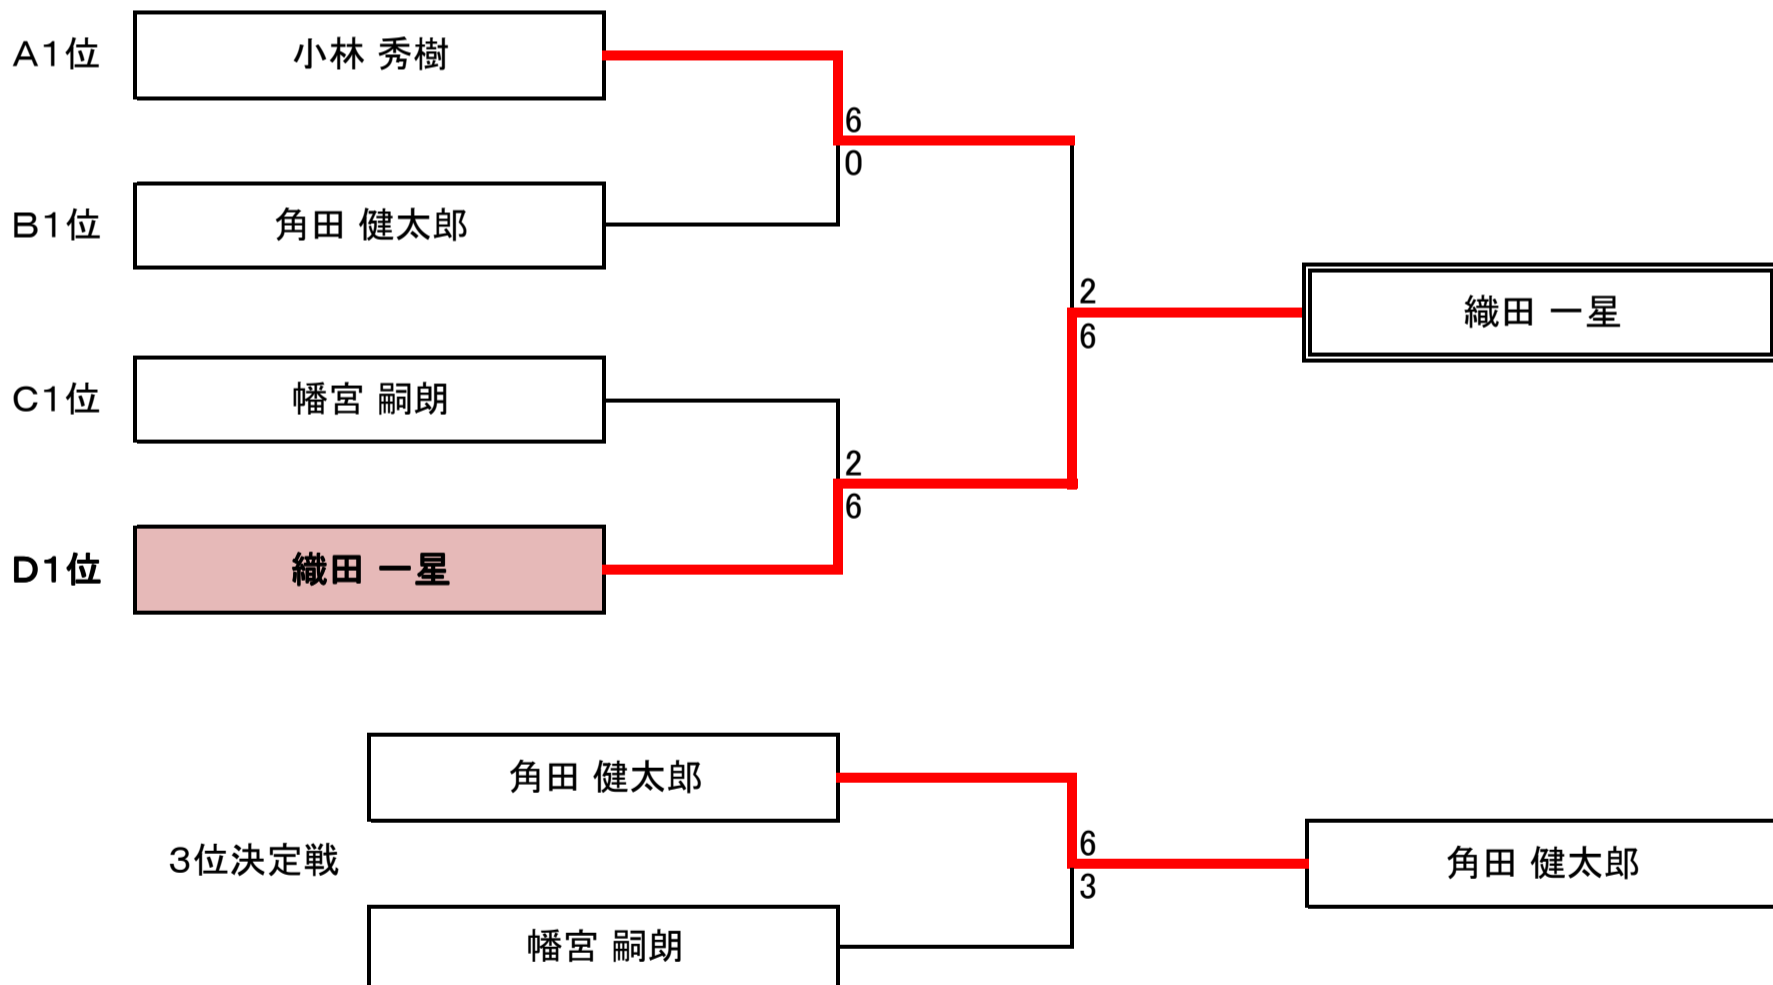 A1位 小林 秀樹
6
0
B1位 角田 健太郎
2
織田 一星
6
C1位 幡宮 嗣朗
2
6
D1位 織田 一星
角田 健太郎
3位決定戦
6
角田 健太郎
3
幡宮 嗣朗